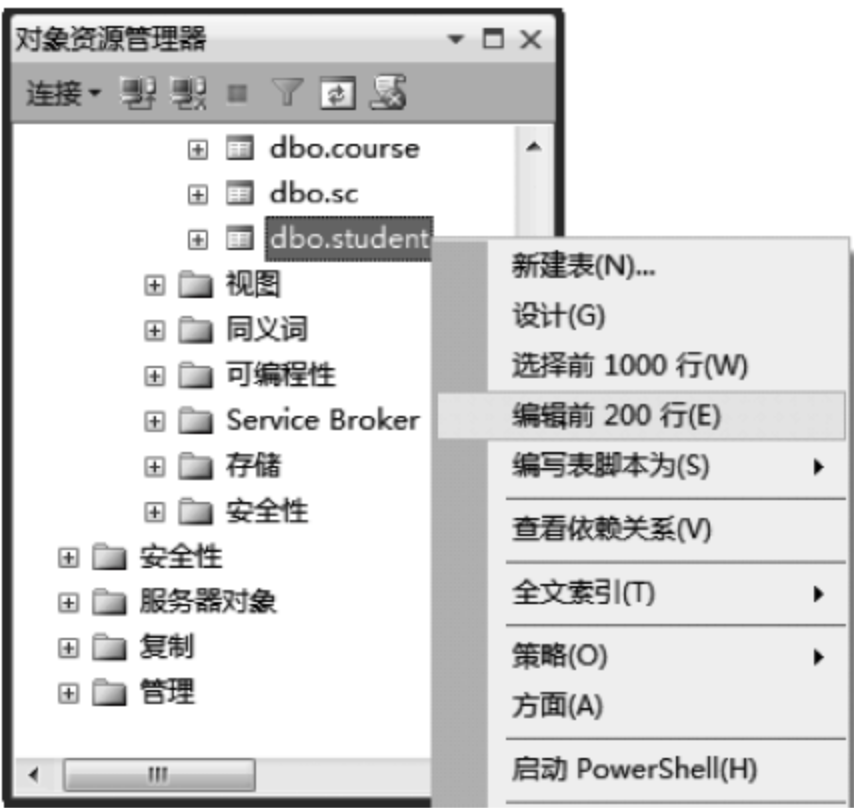 对象资源管理器
连接
dbo.course
dbo.sc
dbo.student
视图
同义词
可编程性
Service Broker
存储
安全性
安全性
服务器对象
复制
管理
新建表(N)...
设计(G)
选择前 1000 行(W)
编辑前 200 行(E)
编写表脚本为(S)
查看依赖关系(V)
全文索引(T)
策略(O)
方面(A)
启动 PowerShell(H)